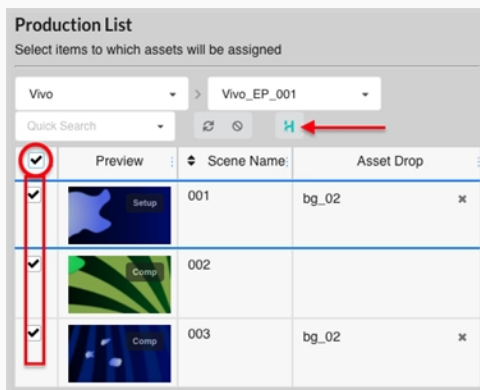 Production List
Select items to which assets will be assigned
Vivo > Vivo_EP_001
Quick Search
Preview Scene Name Asset Drop
Setup 001 bg_02
Comp 002
Comp 003 bg_02